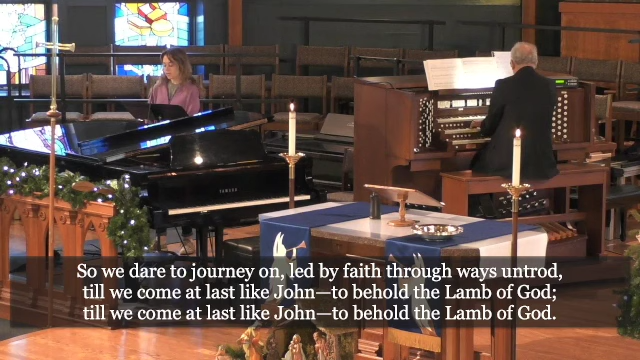 YAMAHA
So we dare to journey on, led by faith through ways untrod,
till we come at last like John—to behold the Lamb of God;
till we come at last like John—to behold the Lamb of God.